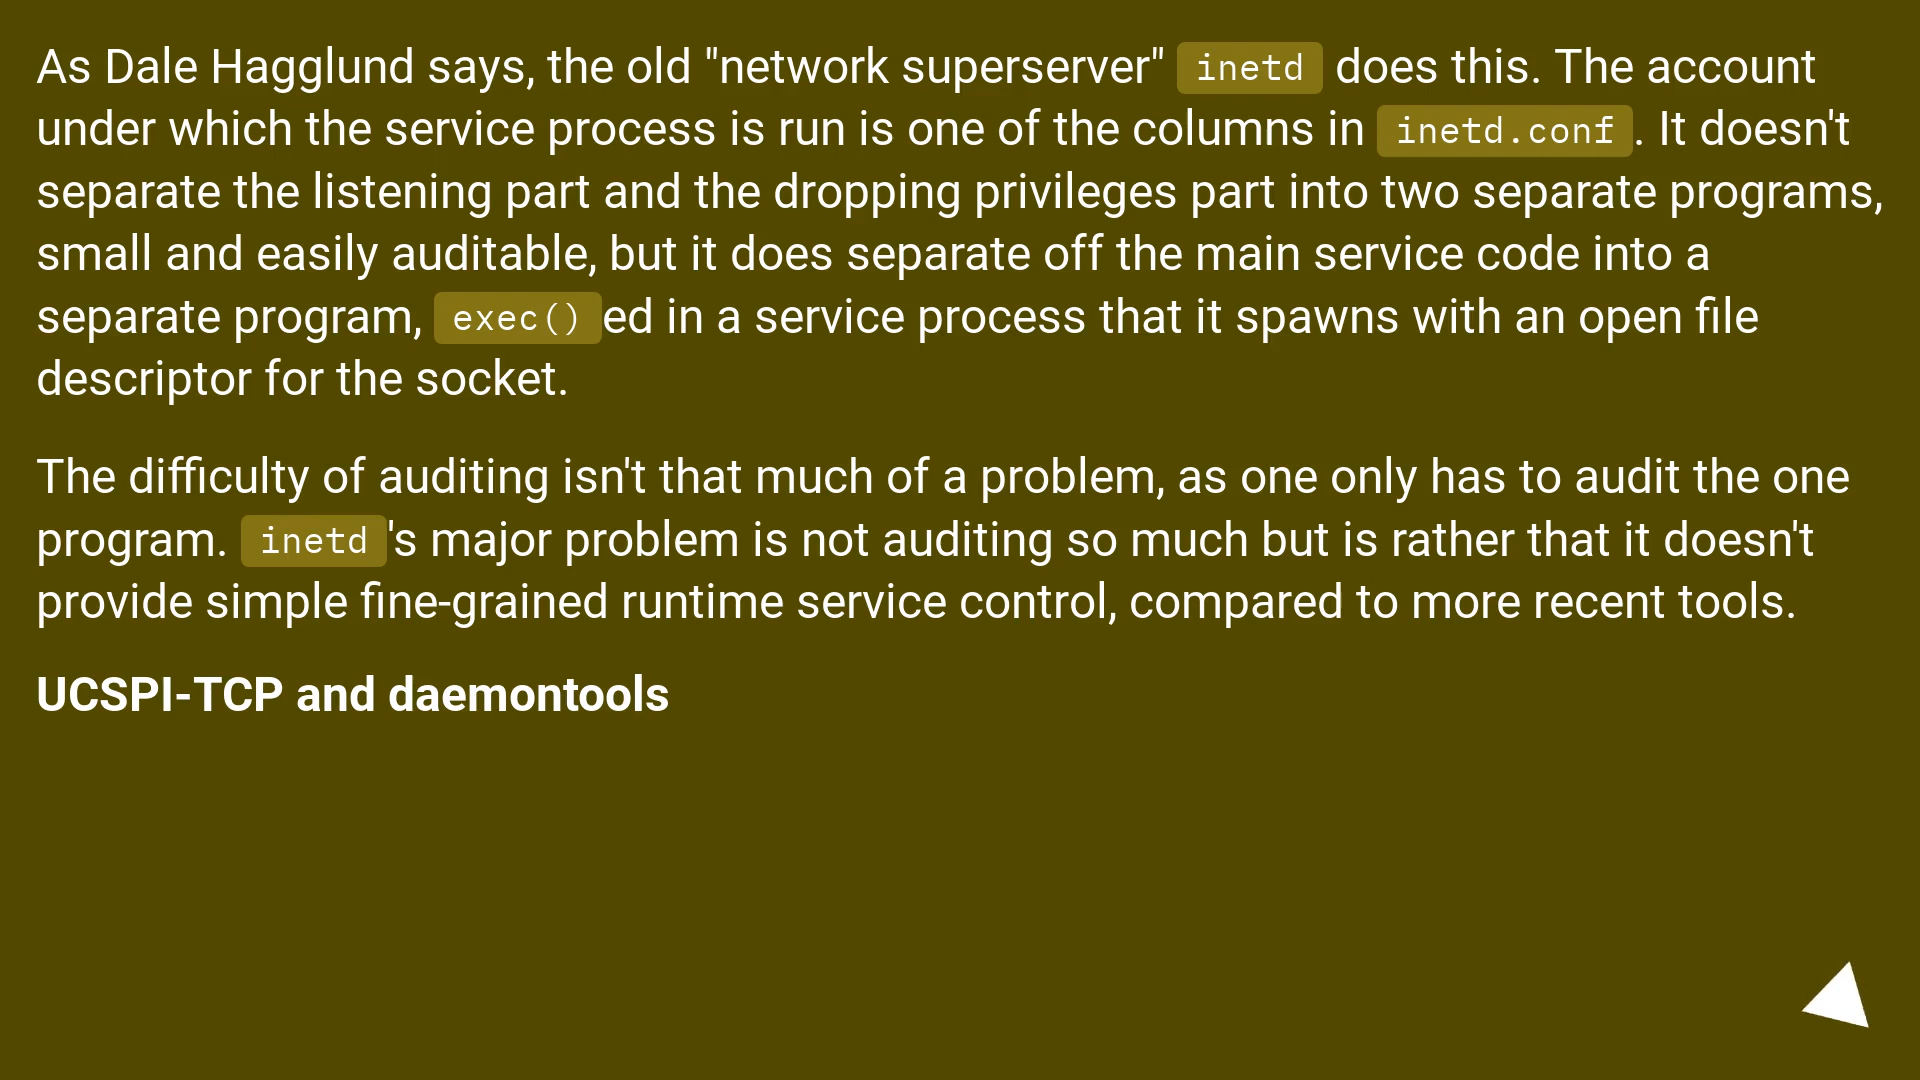 As Dale Hagglund says, the old "network superserver" inetd does this. The account
under which the service process is run is one of the columns in inetd.conf. It doesn't
separate the listening part and the dropping privileges part into two separate programs,
small and easily auditable, but it does separate off the main service code into a
separate program, exec()ed in a service process that it spawns with an open file
descriptor for the socket.
The difficulty of auditing isn't that much of a problem, as one only has to audit the one
program. inetd's major problem is not auditing so much but is rather that it doesn't
provide simple fine-grained runtime service control, compared to more recent tools.
UCSPI-TCP and daemontools